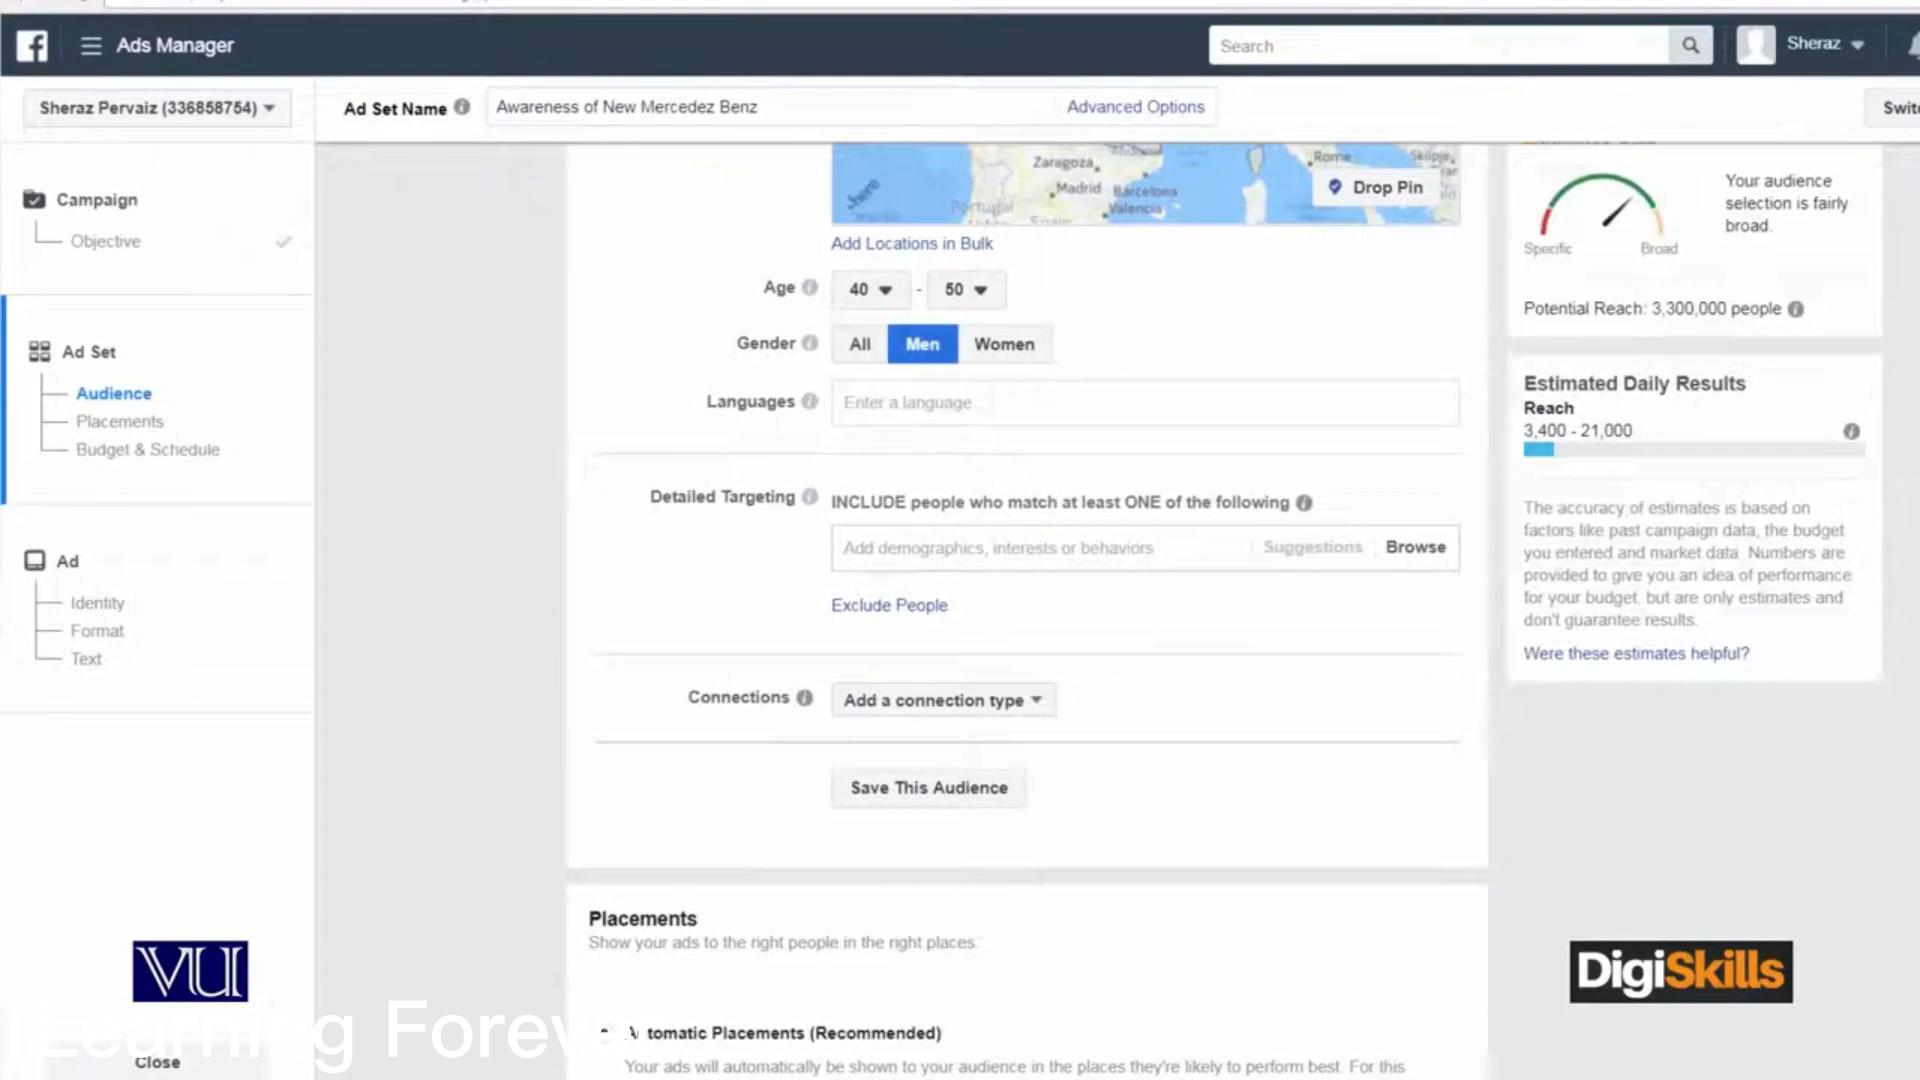 Ads Manager
Search
Sheraz
Sheraz Pervaiz (336858754)
Ad Set Name
Awareness of New Mercedez Benz
Advanced Options
Campaign
Objective
Ad Set
Audience
Placements
Budget & Schedule
Ad
Identity
Format
Text
Close
Zaragoza
Madrid
Barcelona
Valencia
Portugal
Rome
Skopje
Drop Pin
Add Locations in Bulk
Age
40
-
50
Gender
All
Men
Women
Languages
Enter a language
Detailed Targeting
INCLUDE people who match at least ONE of the following
Add demographics, interests or behaviors
Suggestions
Browse
Exclude People
Connections
Add a connection type
Save This Audience
Placements
Show your ads to the right people in the right places.
Automatic Placements (Recommended)
Your ads will automatically be shown to your audience in the places they're likely to perform best. For this
Your audience
selection is fairly
broad.
Specific
Broad
Potential Reach: 3,300,000 people
Estimated Daily Results
Reach
3,400 - 21,000
The accuracy of estimates is based on
factors like past campaign data, the budget
you entered and market data. Numbers are
provided to give you an idea of performance
for your budget, but are only estimates and
don't guarantee results.
Were these estimates helpful?
VU
DigiSkills
Learning Forever